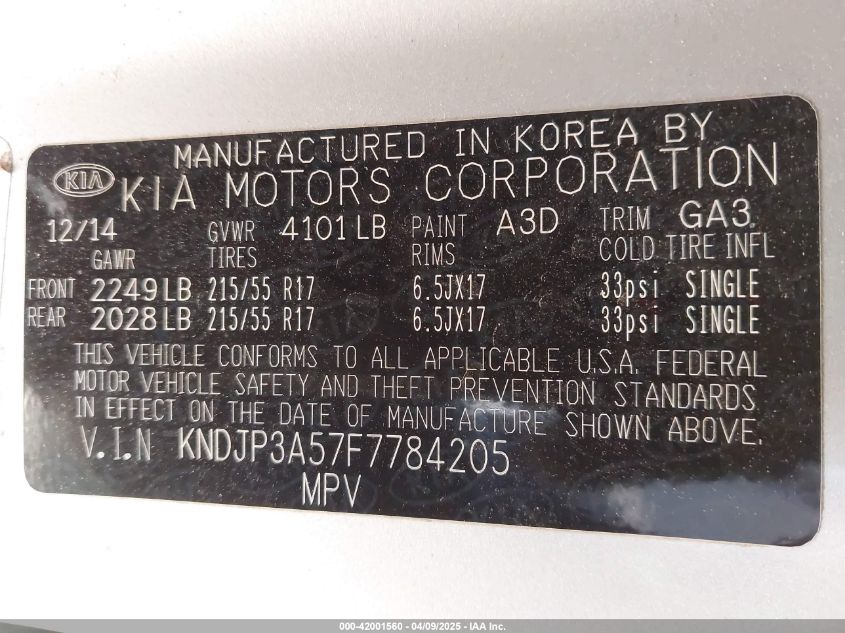 MANUFACTURED IN KOREA BY
KIA KIA MOTORS CORPORATION
12/14 GVWR 4101 LB PAINT A3D TRIM GA3
GAWR TIRES RIMS COLD TIRE INFL
FRONT 2249 LB 215/55 R17 6.5JX17 33psi SINGLE
REAR 2028 LB 215/55 R17 6.5JX17 33psi SINGLE
THIS VEHICLE CONFORMS TO ALL APPLICABLE U.S.A. FEDERAL
MOTOR VEHICLE SAFETY AND THEFT PREVENTION STANDARDS
IN EFFECT ON THE DATE OF MANUFACTURE SHOWN ABOVE.
V.I.N KNDJP3A57F7784205
MPV
000-42001560 - 04/09/2025 - IAA Inc.